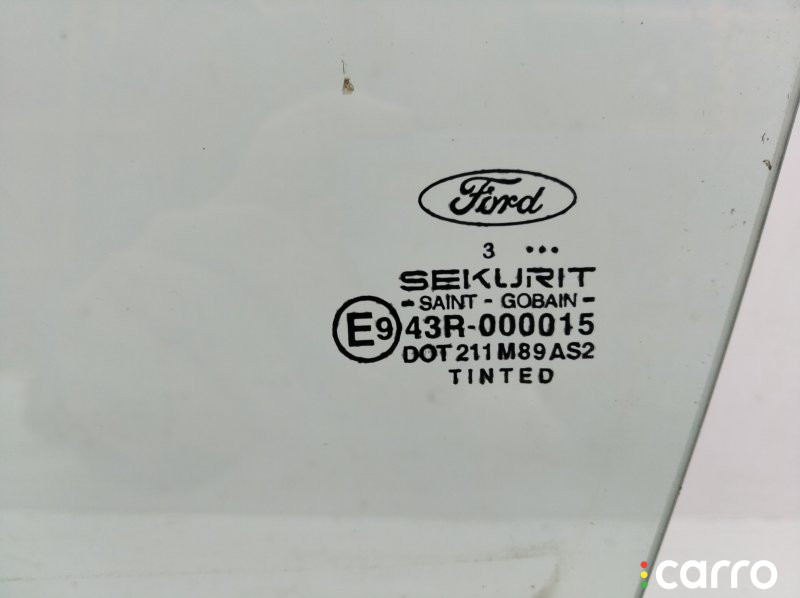 Ford
3 •••
SEKURIT
- SAINT - GOBAIN -
E9 43R-000015
DOT 211 M89 AS2
TINTED
carro